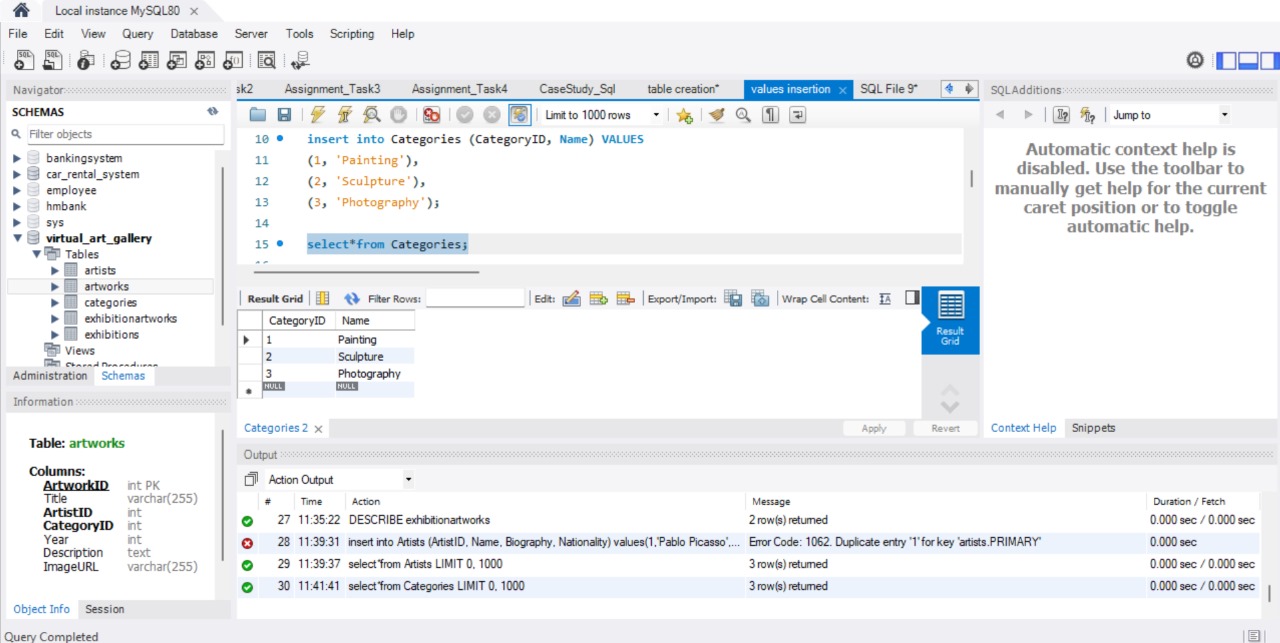 Local instance MySQL80 ×
File Edit View Query Database Server Tools Scripting Help
Navigator
SCHEMAS
Filter objects
bankingsystem
car_rental_system
employee
hmbank
sys
virtual_art_gallery
Tables
artists
artworks
categories
exhibitionartworks
exhibitions
Views
Stored Procedures
Administration Schemas
Information
Table: artworks
Columns:
ArtworkID int PK
Title varchar(255)
ArtistID int
CategoryID int
Year int
Description text
ImageURL varchar(255)
Object Info Session
sk2 Assignment_Task3 Assignment_Task4 CaseStudy_Sql table creation* values insertion × SQL File 9*
Limit to 1000 rows
10 insert into Categories (CategoryID, Name) VALUES
11 (1, 'Painting'),
12 (2, 'Sculpture'),
13 (3, 'Photography');
14
15 select*from Categories;
Result Grid Filter Rows: Edit: Export/Import: Wrap Cell Content: IA
CategoryID Name
1 Painting
2 Sculpture
3 Photography
NULL NULL
Result
Grid
Categories 2 × Apply Revert
SQLAdditions
Jump to
Automatic context help is
disabled. Use the toolbar to
manually get help for the current
caret position or to toggle
automatic help.
Context Help Snippets
Output
Action Output
# Time Action Message Duration / Fetch
27 11:35:22 DESCRIBE exhibitionartworks 2 row(s) returned 0.000 sec / 0.000 sec
28 11:39:31 insert into Artists (ArtistID, Name, Biography, Nationality) values(1,'Pablo Picasso',... Error Code: 1062. Duplicate entry '1' for key 'artists.PRIMARY' 0.000 sec
29 11:39:37 select*from Artists LIMIT 0, 1000 3 row(s) returned 0.000 sec / 0.000 sec
30 11:41:41 select*from Categories LIMIT 0, 1000 3 row(s) returned 0.000 sec / 0.000 sec
Query Completed